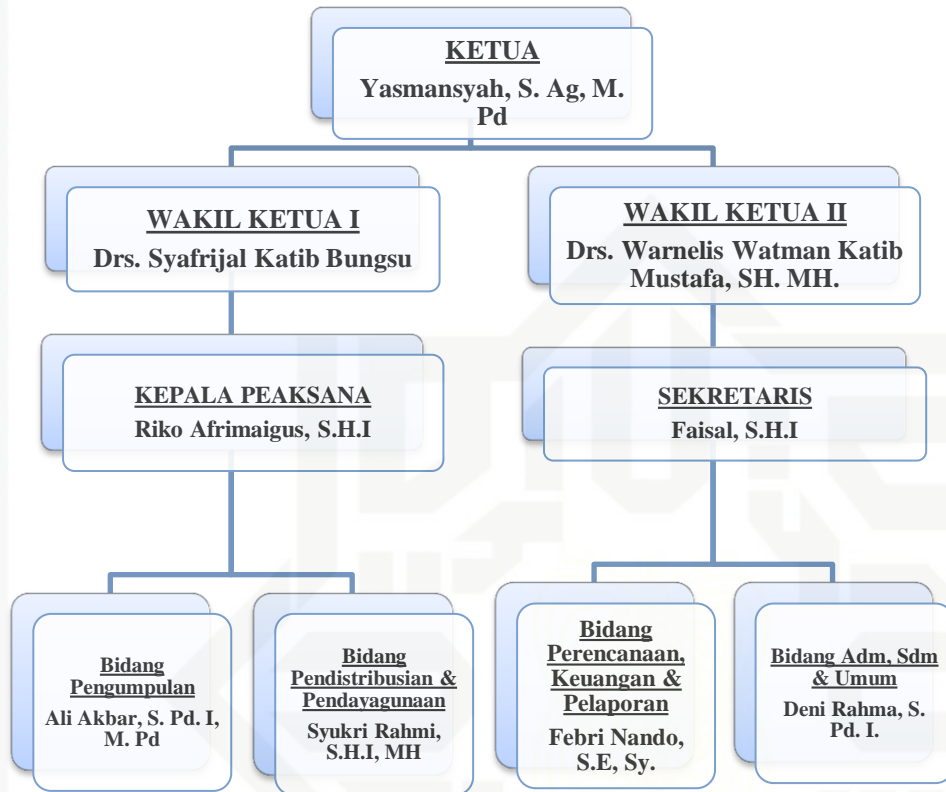 KETUA
Yasmansyah, S. Ag, M.
Pd
WAKIL KETUA I
Drs. Syafrijal Katib Bungsu
WAKIL KETUA II
Drs. Warnelis Watman Katib
Mustafa, SH. MH.
KEPALA PEAKSANA
Riko Afrimaigus, S.H.I
SEKRETARIS
Faisal, S.H.I
Bidang
Pengumpulan
Ali Akbar, S. Pd. I,
M. Pd
Bidang
Pendistribusian &
Pendayagunaan
Syukri Rahmi,
S.H.I, MH
Bidang
Perencanaan,
Keuangan &
Pelaporan
Febri Nando,
S.E, Sy.
Bidang Adm, Sdm
& Umum
Deni Rahma, S.
Pd. I.